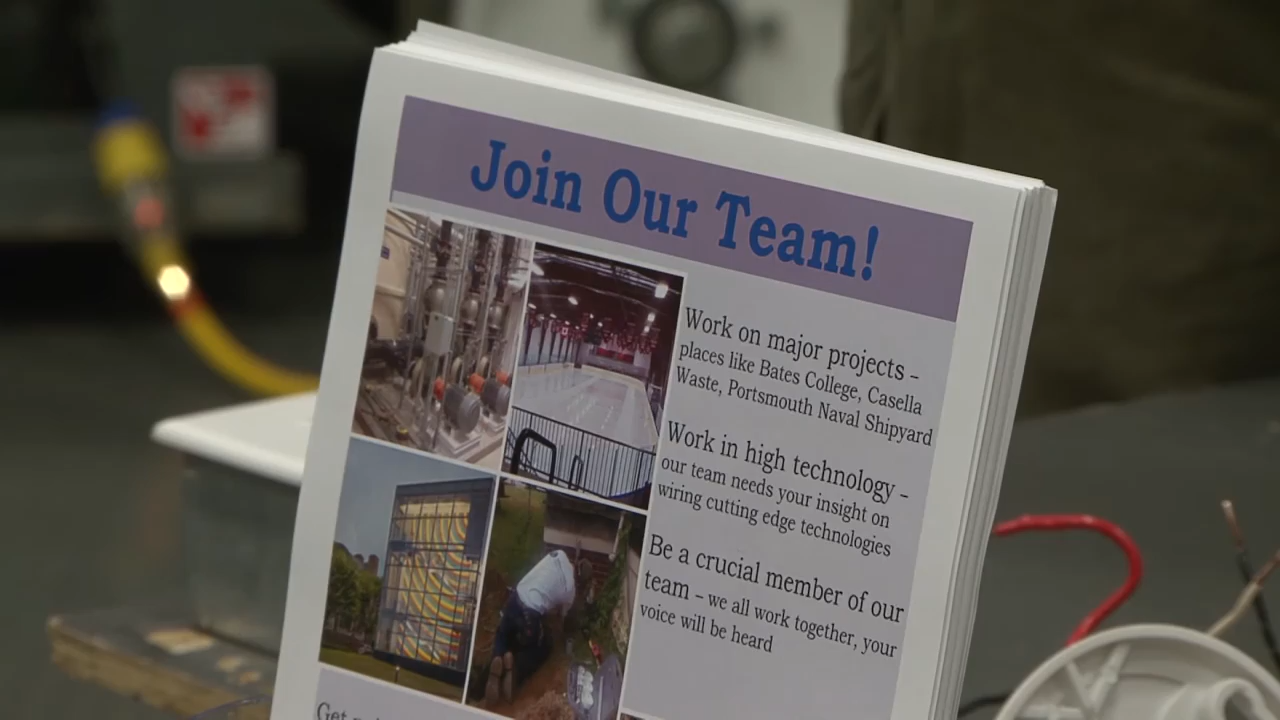 Join Our Team!
Work on major projects –
places like Bates College, Casella
Waste, Portsmouth Naval Shipyard
Work in high technology –
our team needs your insight on
wiring cutting edge technologies
Be a crucial member of our
team – we all work together, your
voice will be heard
Get